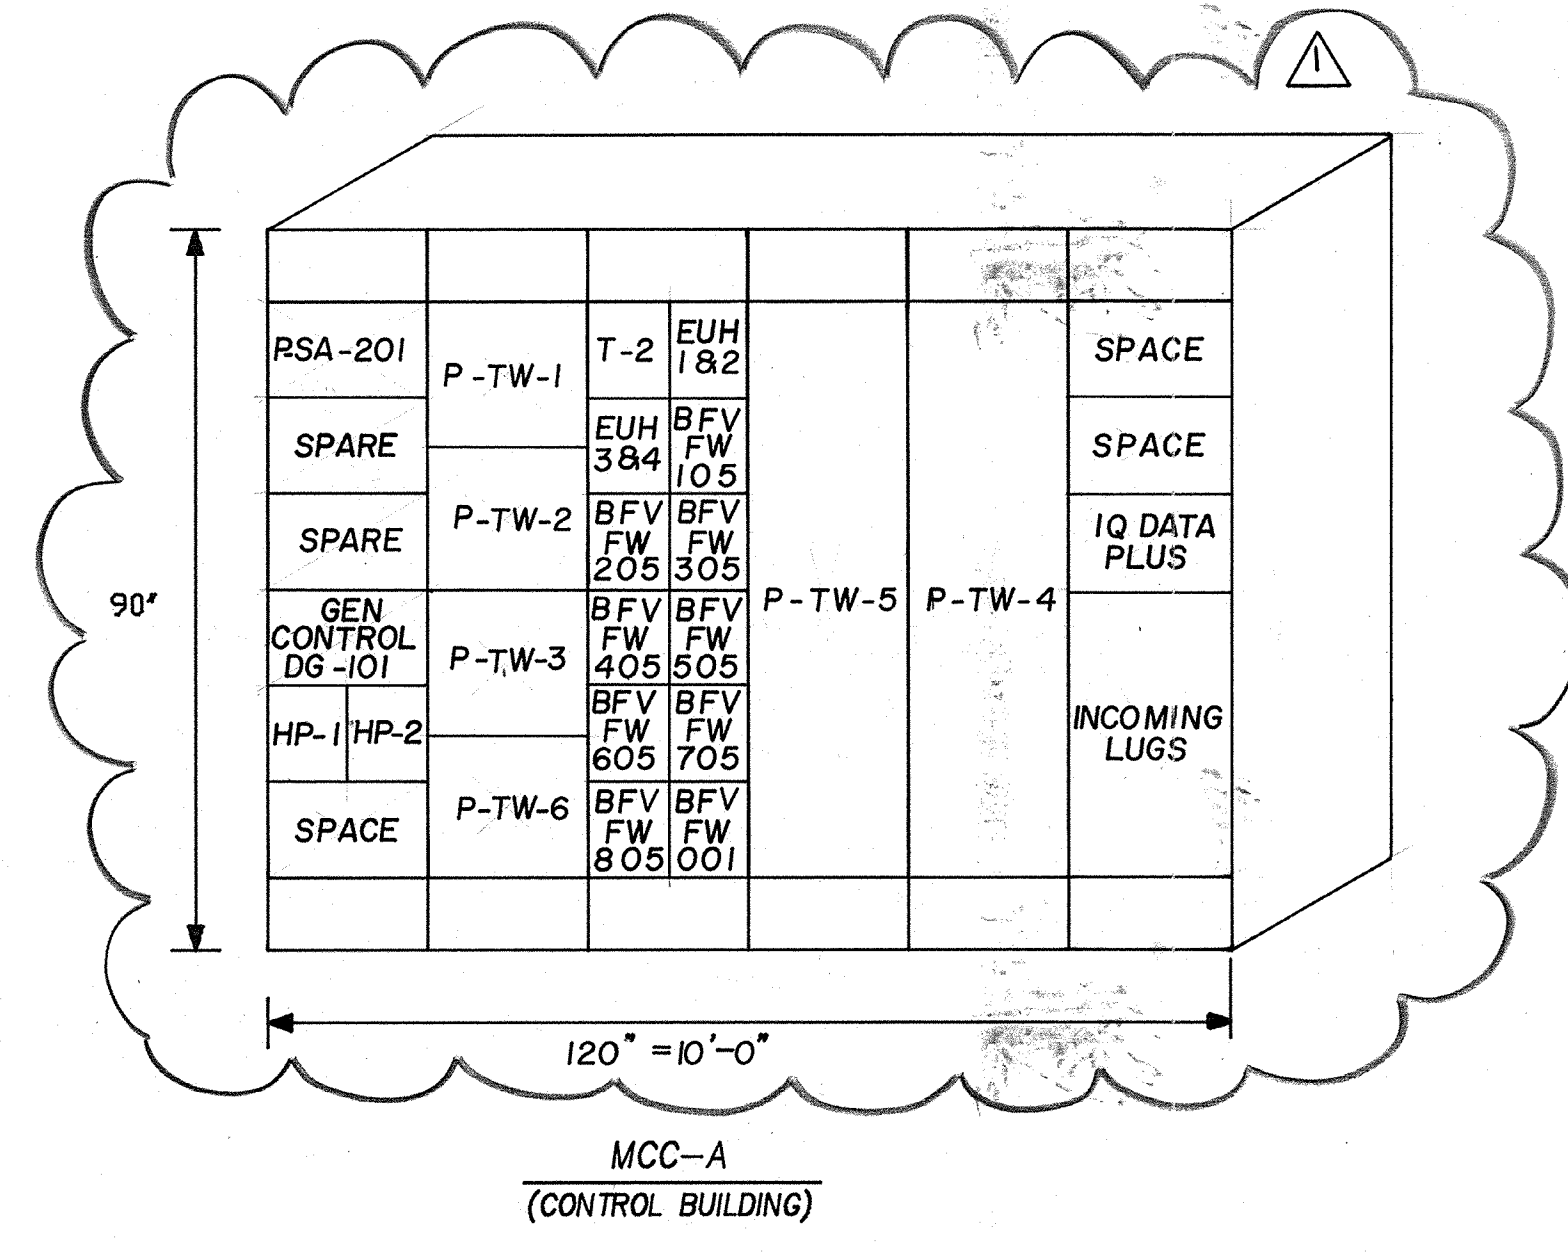 1
PSA-201
SPARE
SPARE
GEN
CONTROL
DG-101
HP-1
HP-2
SPACE
P-TW-1
P-TW-2
P-TW-3
P-TW-6
T-2
EUH
1&2
EUH
3&4
BFV
FW
105
BFV
FW
205
BFV
FW
305
BFV
FW
405
BFV
FW
505
BFV
FW
605
BFV
FW
705
BFV
FW
805
BFV
FW
001
P-TW-5
P-TW-4
SPACE
SPACE
IQ DATA
PLUS
INCOMING
LUGS
90"
120" = 10'-0"
MCC-A
(CONTROL BUILDING)